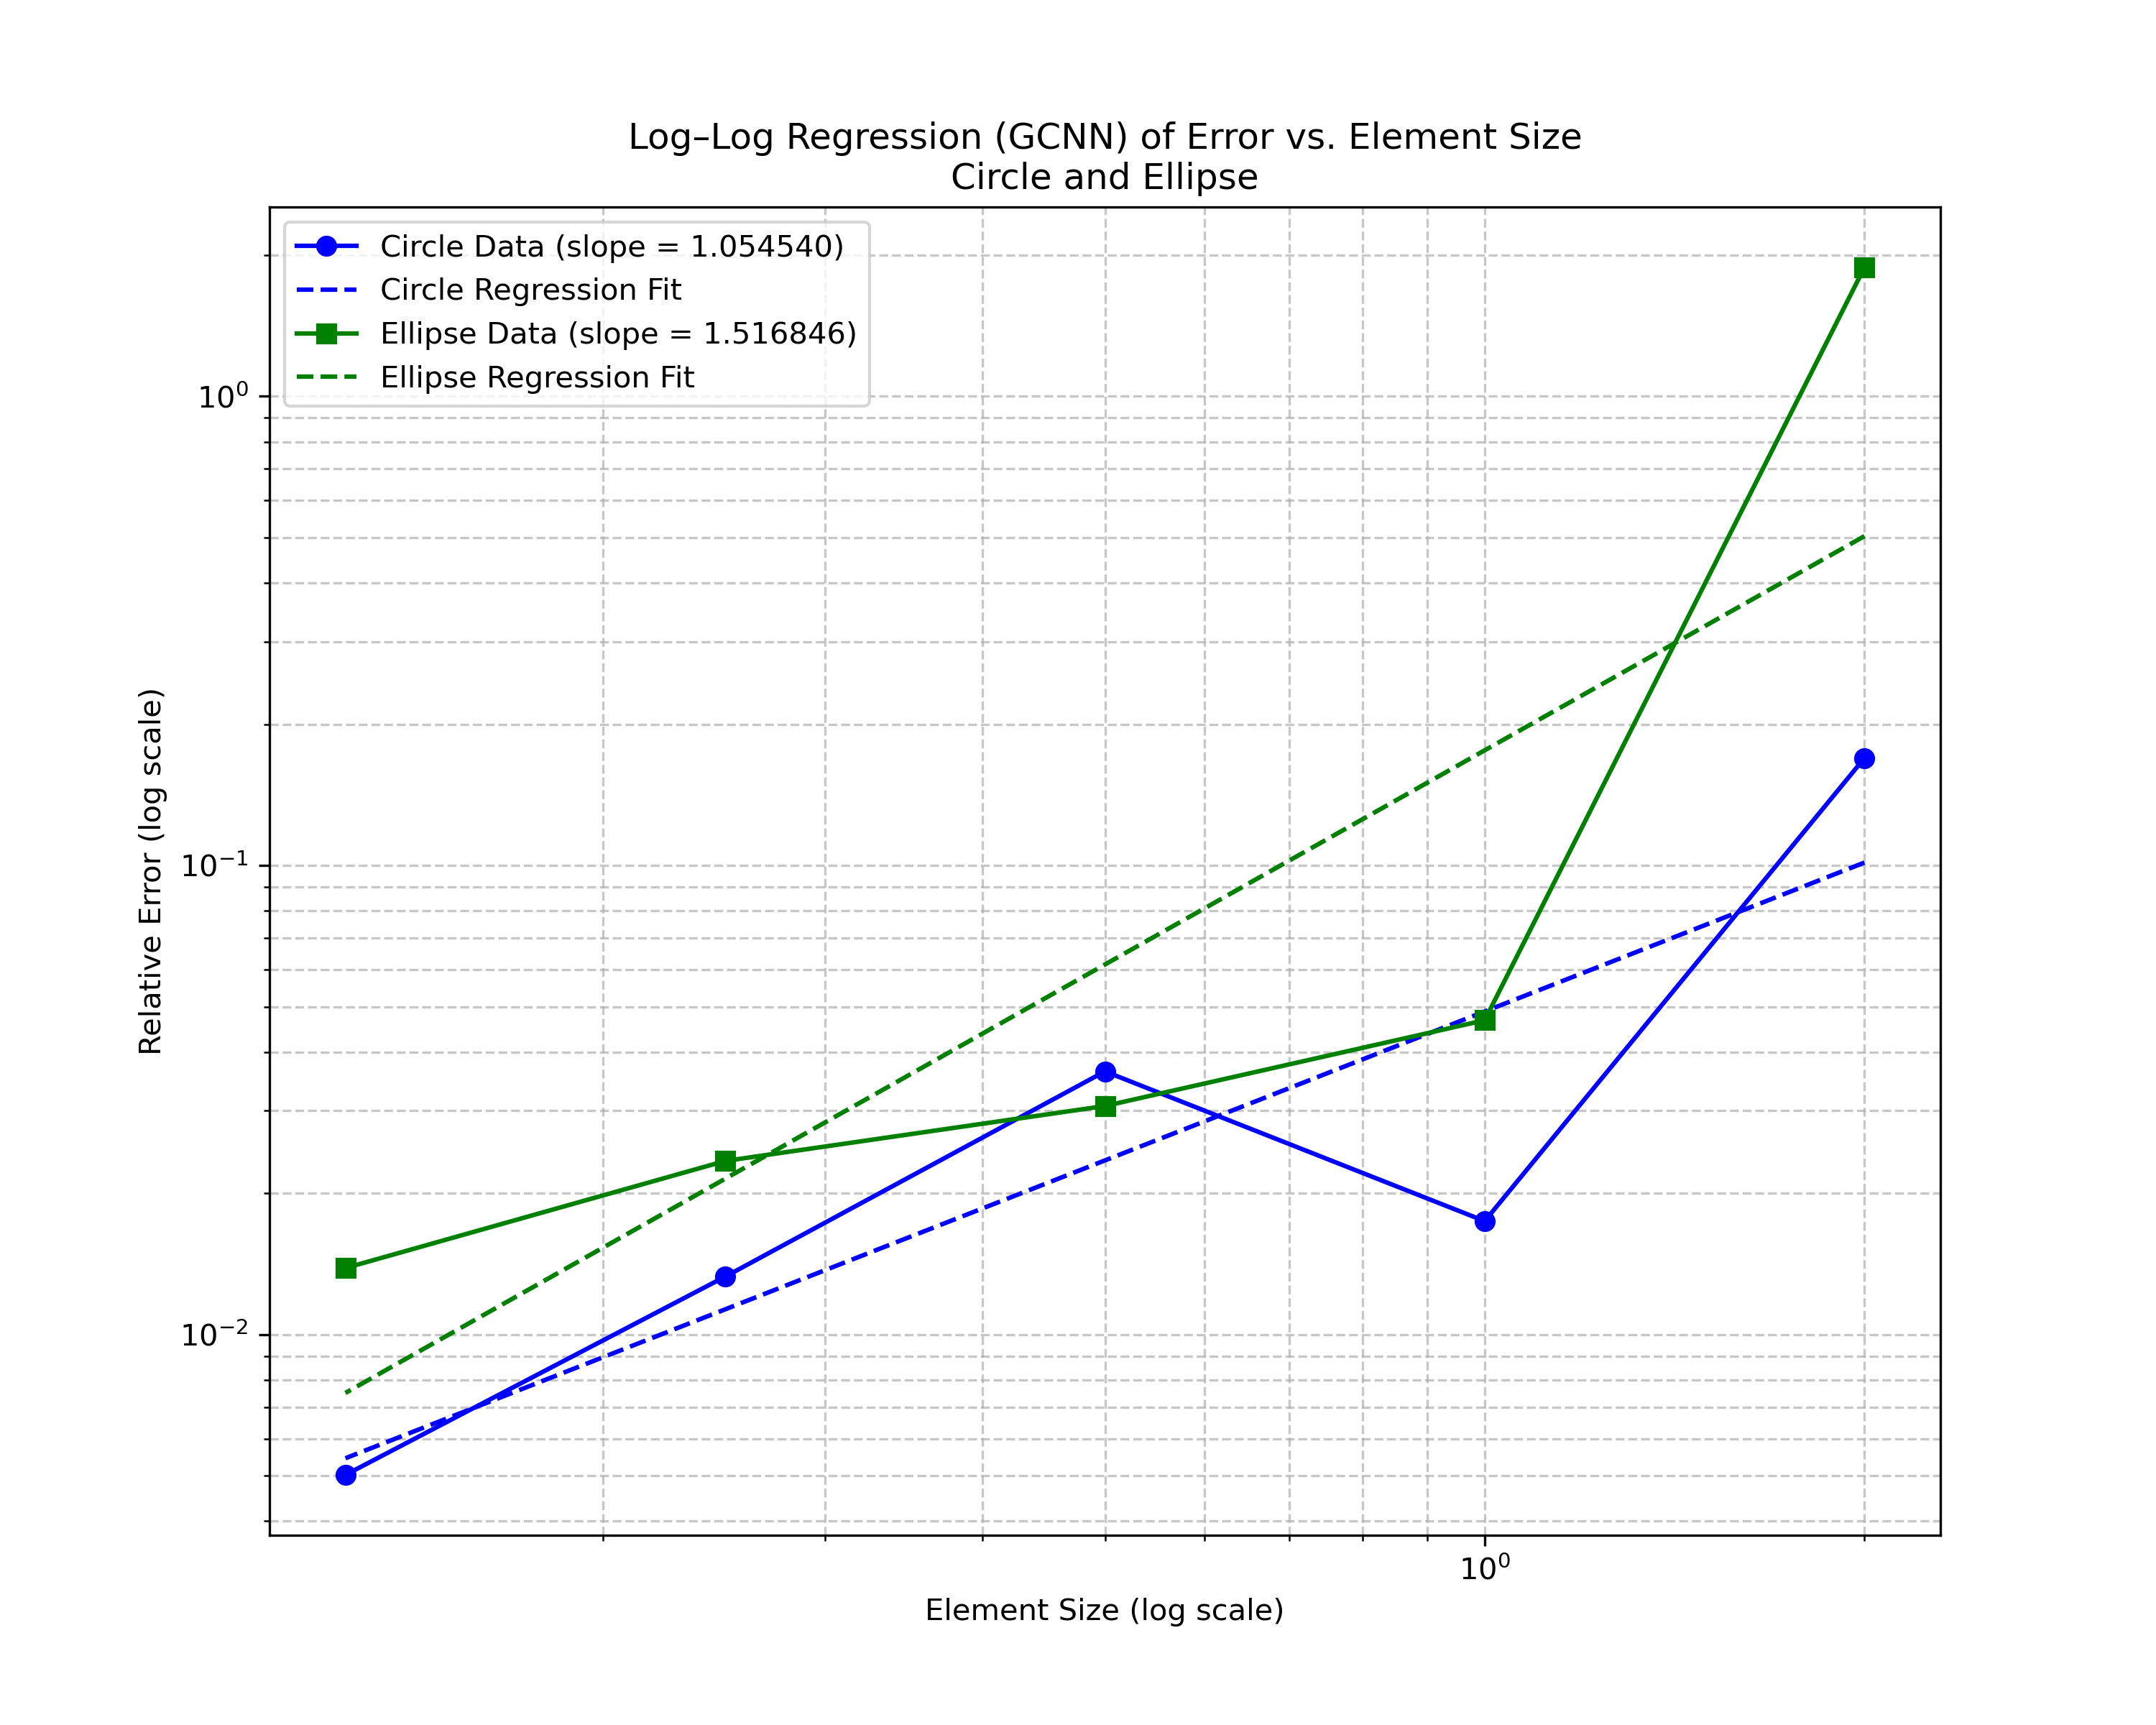 Log–Log Regression (GCNN) of Error vs. Element Size
Circle and Ellipse
Circle Data (slope = 1.054540)
Circle Regression Fit
Ellipse Data (slope = 1.516846)
Ellipse Regression Fit
10⁰
10⁻¹
10⁻²
Relative Error (log scale)
10⁰
Element Size (log scale)